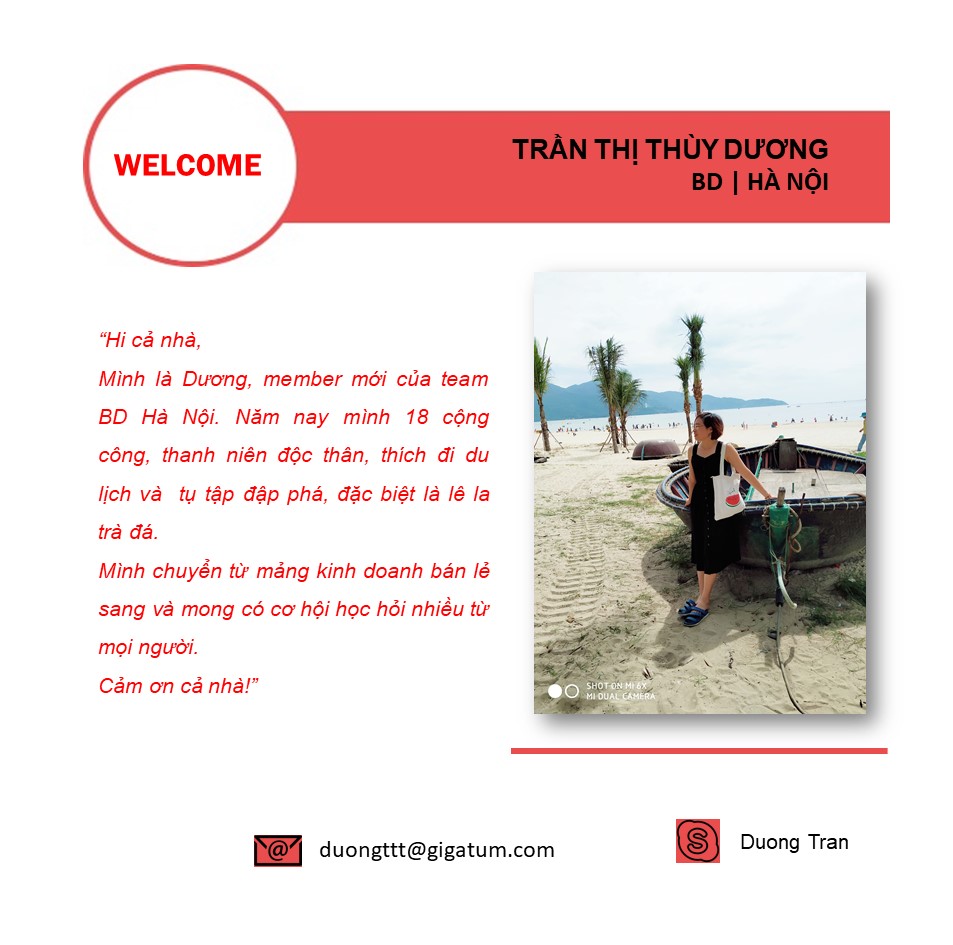 WELCOME
TRẦN THỊ THÙY DƯƠNG
BD | HÀ NỘI
“Hi cả nhà,
Mình là Dương, member mới của team
BD Hà Nội. Năm nay mình 18 cộng
công, thanh niên độc thân, thích đi du
lịch và tụ tập đập phá, đặc biệt là lê la
trà đá.
Mình chuyển từ mảng kinh doanh bán lẻ
sang và mong có cơ hội học hỏi nhiều từ
mọi người.
Cảm ơn cả nhà!”
SHOT ON MI 6X
MI DUAL CAMERA
duongttt@gigatum.com
Duong Tran